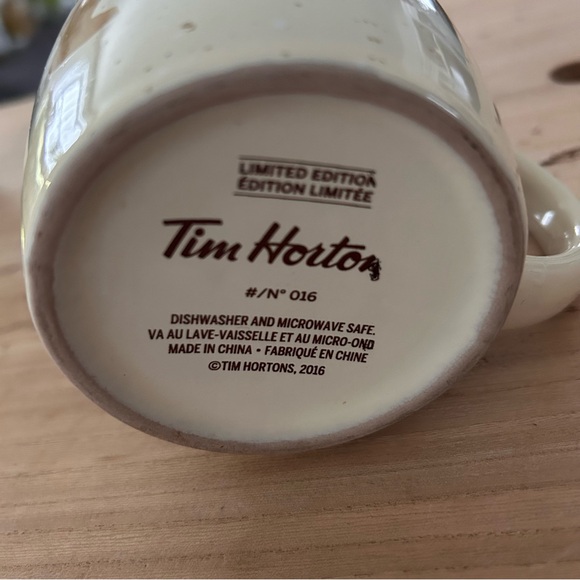 LIMITED EDITION
ÉDITION LIMITÉE
Tim Horton
#/N° 016
DISHWASHER AND MICROWAVE SAFE.
VA AU LAVE-VAISSELLE ET AU MICRO-OND
MADE IN CHINA • FABRIQUÉ EN CHINE
©TIM HORTONS, 2016